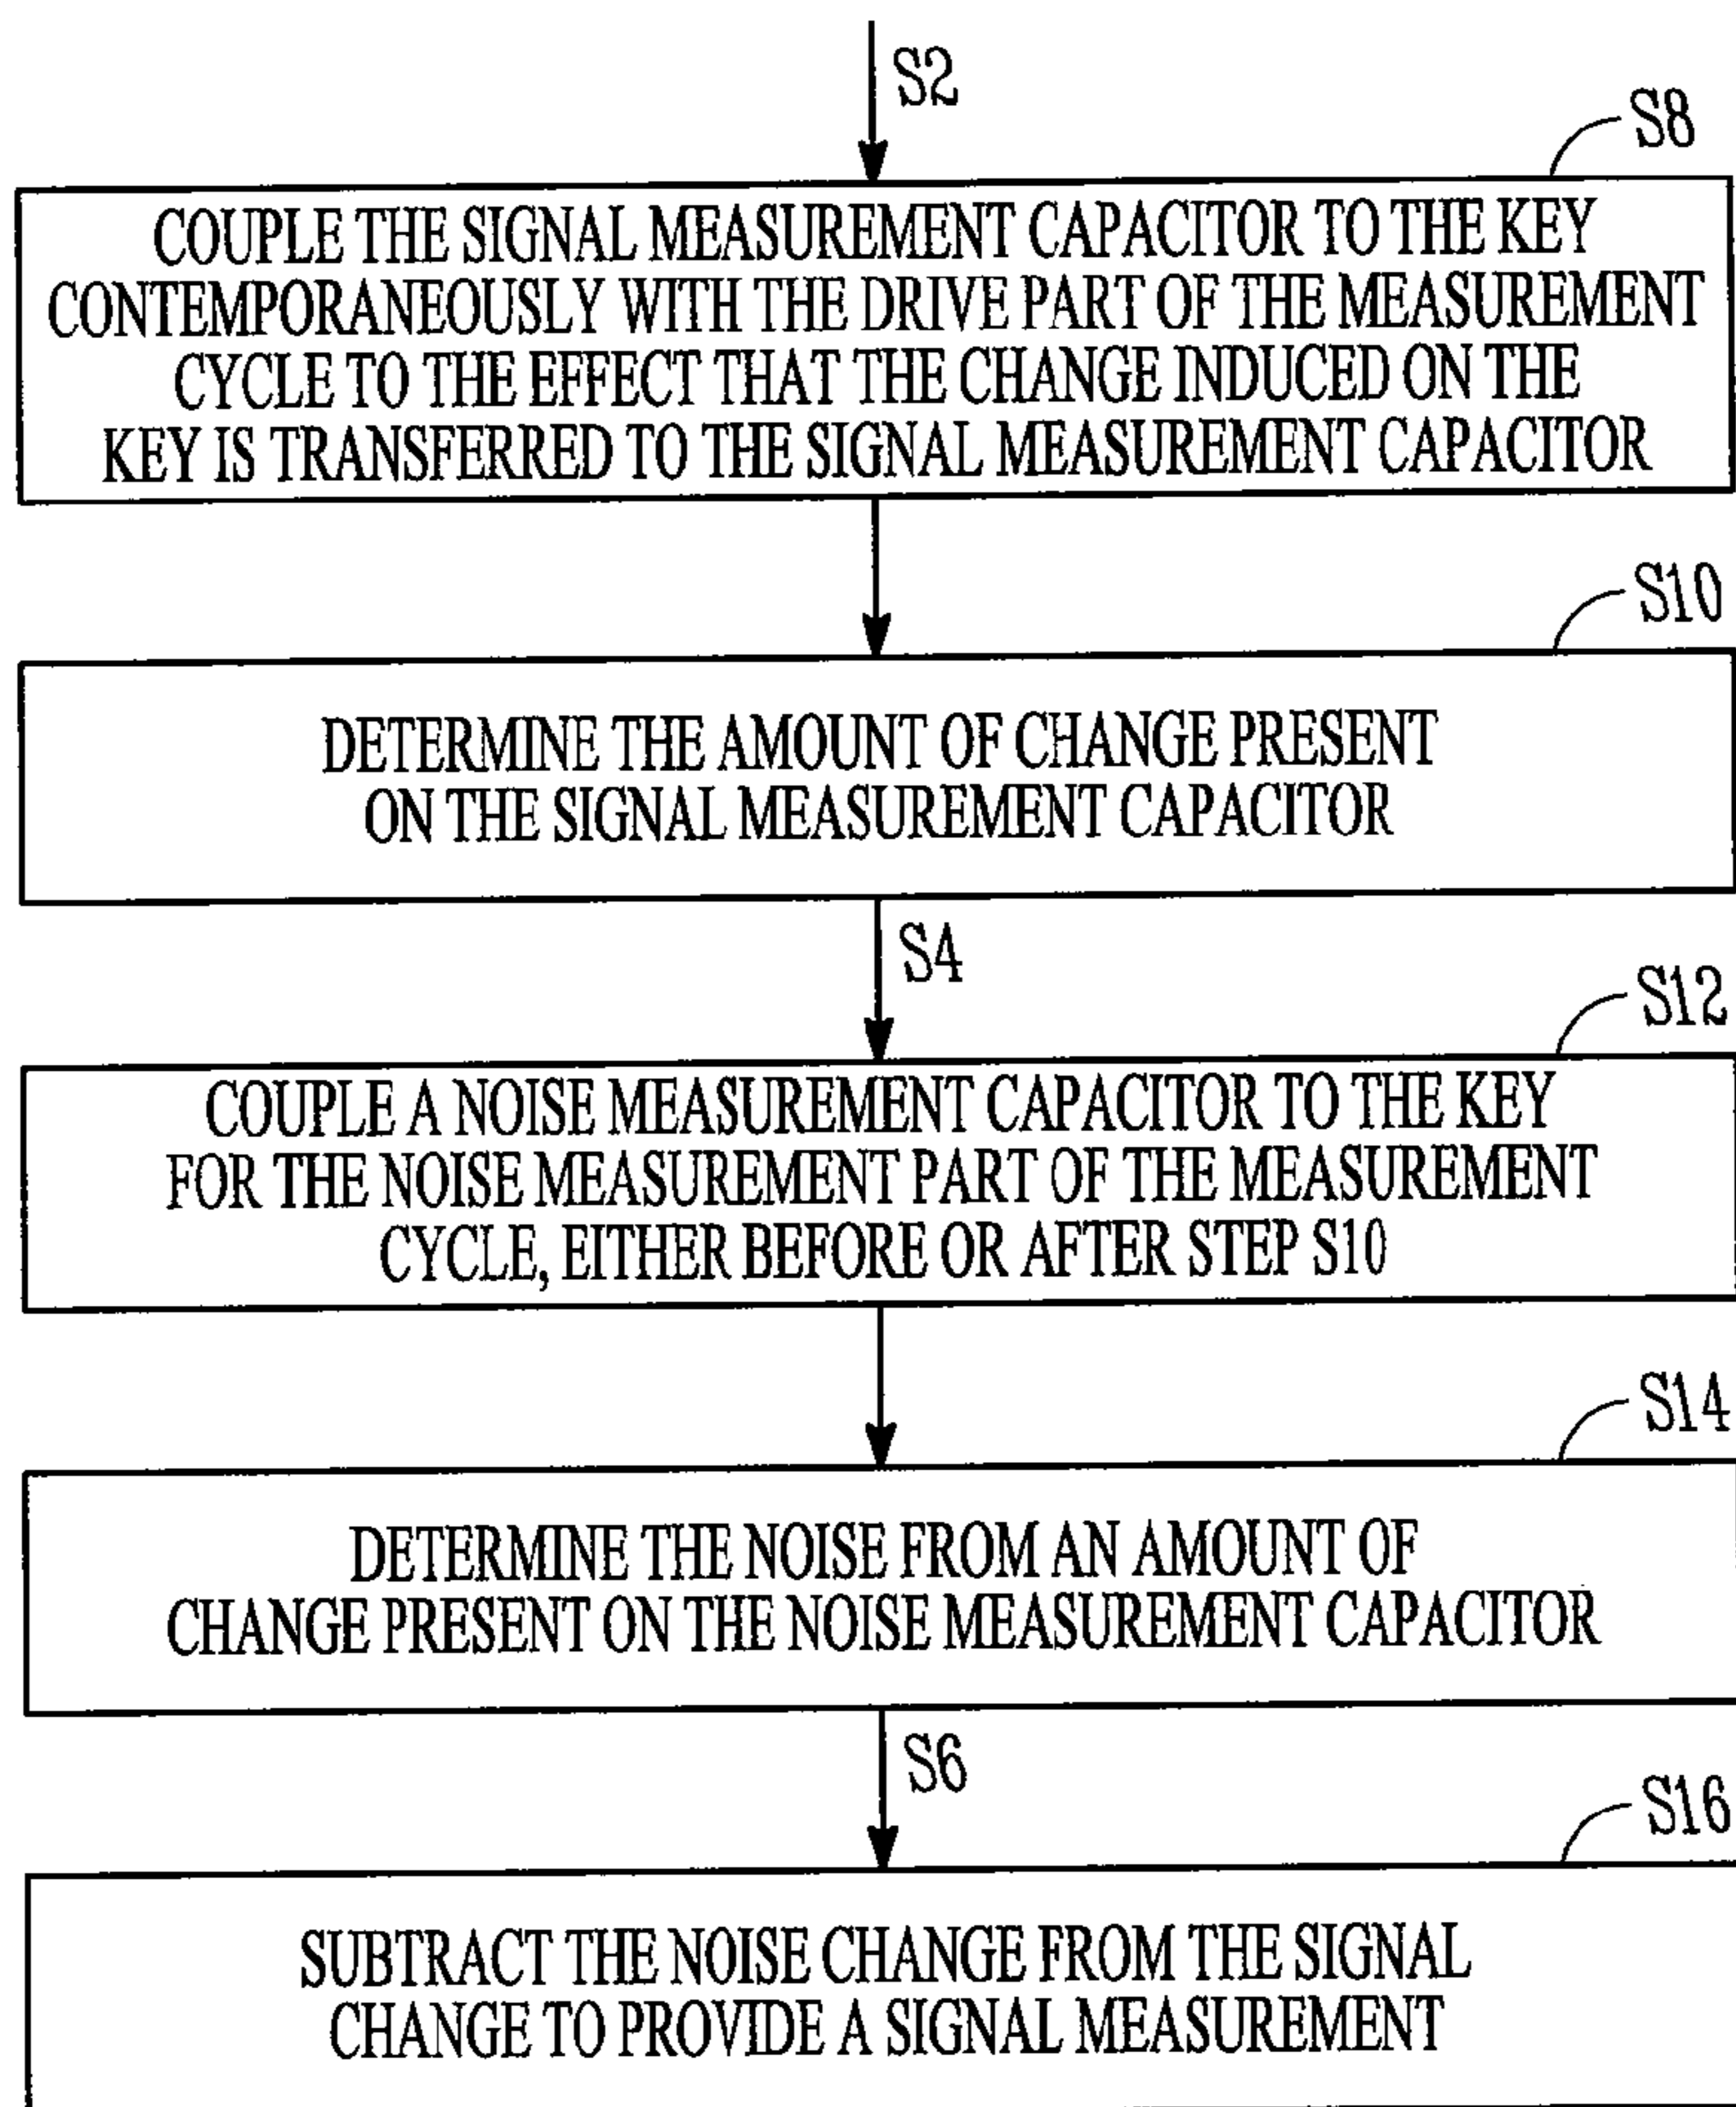 S2
S8
COUPLE THE SIGNAL MEASUREMENT CAPACITOR TO THE KEY
CONTEMPORANEOUSLY WITH THE DRIVE PART OF THE MEASUREMENT
CYCLE TO THE EFFECT THAT THE CHANGE INDUCED ON THE
KEY IS TRANSFERRED TO THE SIGNAL MEASUREMENT CAPACITOR
S10
DETERMINE THE AMOUNT OF CHANGE PRESENT
ON THE SIGNAL MEASUREMENT CAPACITOR
S4
S12
COUPLE A NOISE MEASUREMENT CAPACITOR TO THE KEY
FOR THE NOISE MEASUREMENT PART OF THE MEASUREMENT
CYCLE, EITHER BEFORE OR AFTER STEP S10
S14
DETERMINE THE NOISE FROM AN AMOUNT OF
CHANGE PRESENT ON THE NOISE MEASUREMENT CAPACITOR
S6
S16
SUBTRACT THE NOISE CHANGE FROM THE SIGNAL
CHANGE TO PROVIDE A SIGNAL MEASUREMENT